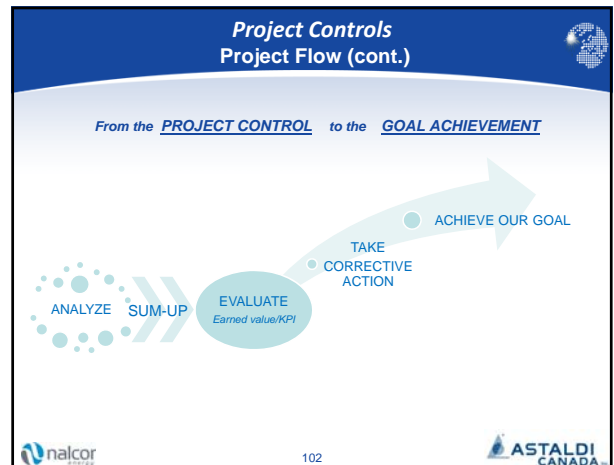 Project Controls
Project Flow (cont.)
From the PROJECT CONTROL to the GOAL ACHIEVEMENT
ACHIEVE OUR GOAL
TAKE
CORRECTIVE
ACTION
ANALYZE
SUM-UP
EVALUATE
Earned value/KPI
nalcor
energy
102
ASTALDI
CANADA